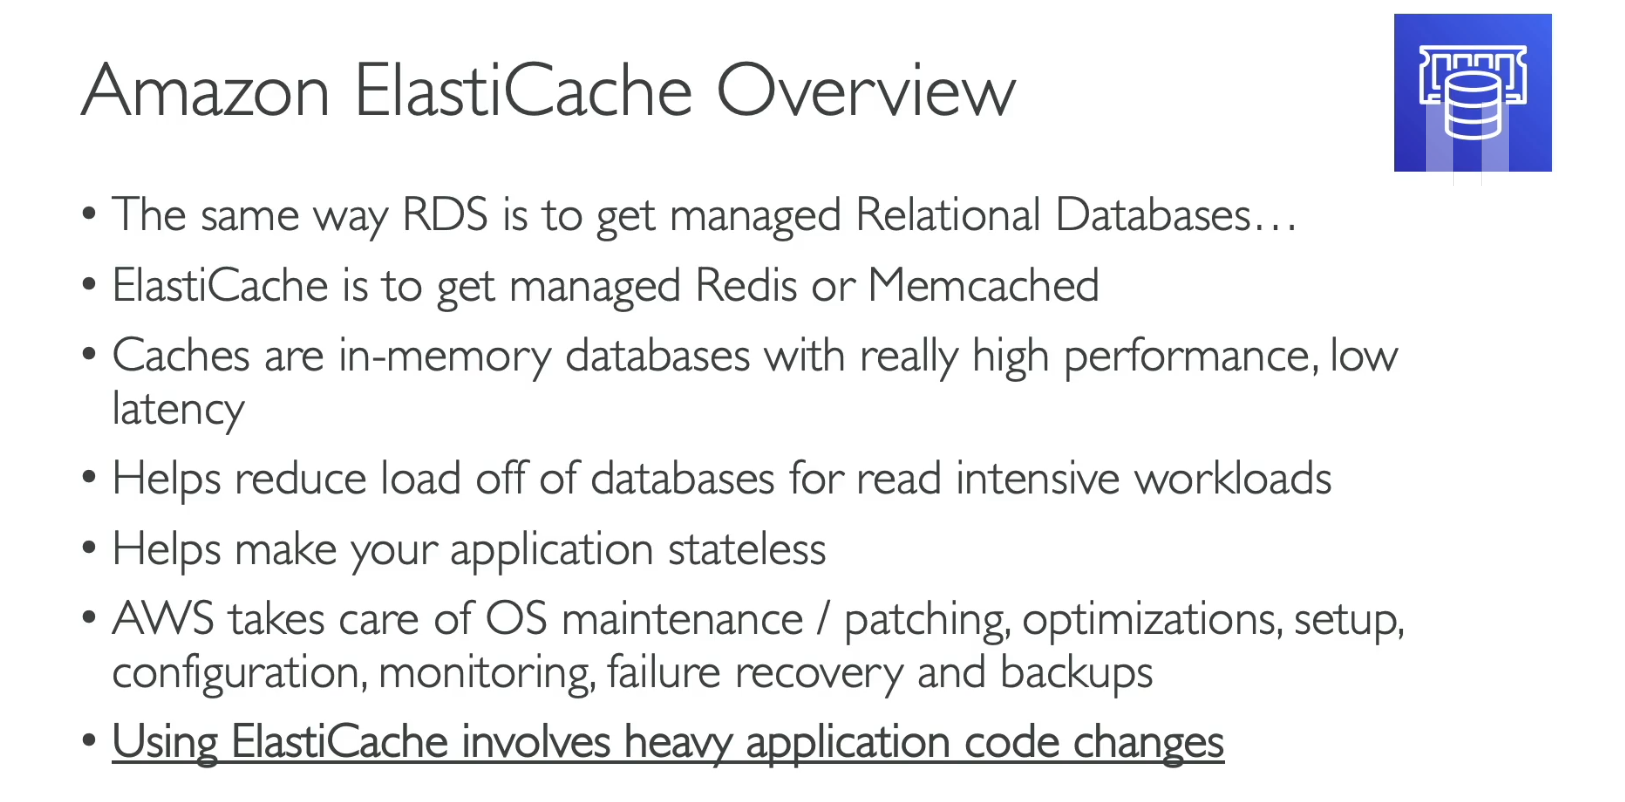 Amazon ElastiCache Overview
• The same way RDS is to get managed Relational Databases…
• ElastiCache is to get managed Redis or Memcached
• Caches are in-memory databases with really high performance, low
latency
• Helps reduce load off of databases for read intensive workloads
• Helps make your application stateless
• AWS takes care of OS maintenance / patching, optimizations, setup,
configuration, monitoring, failure recovery and backups
• Using ElastiCache involves heavy application code changes